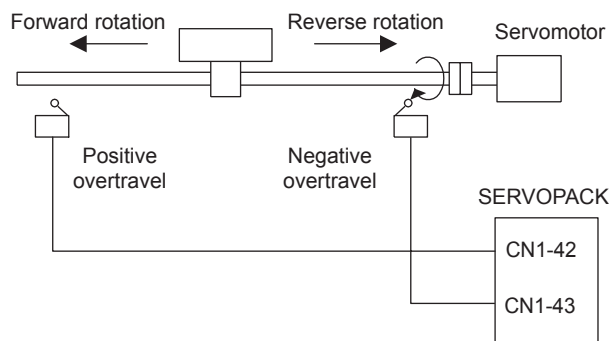 Forward rotation
Reverse rotation
Servomotor
Positive
overtravel
Negative
overtravel
SERVOPACK
CN1-42
CN1-43